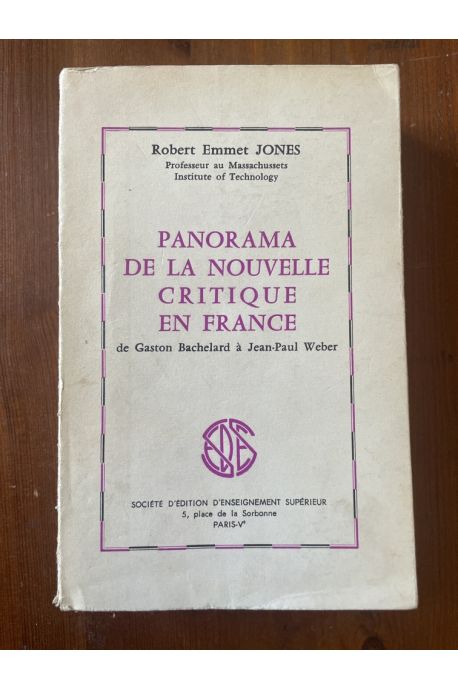 Robert Emmet JONES
Professeur au Massachussets
Institute of Technology
PANORAMA
DE LA NOUVELLE
CRITIQUE
EN FRANCE
de Gaston Bachelard à Jean-Paul Weber
SEDES
SOCIÉTÉ D'ÉDITION D'ENSEIGNEMENT SUPÉRIEUR
5, place de la Sorbonne
PARIS-Vᵉ